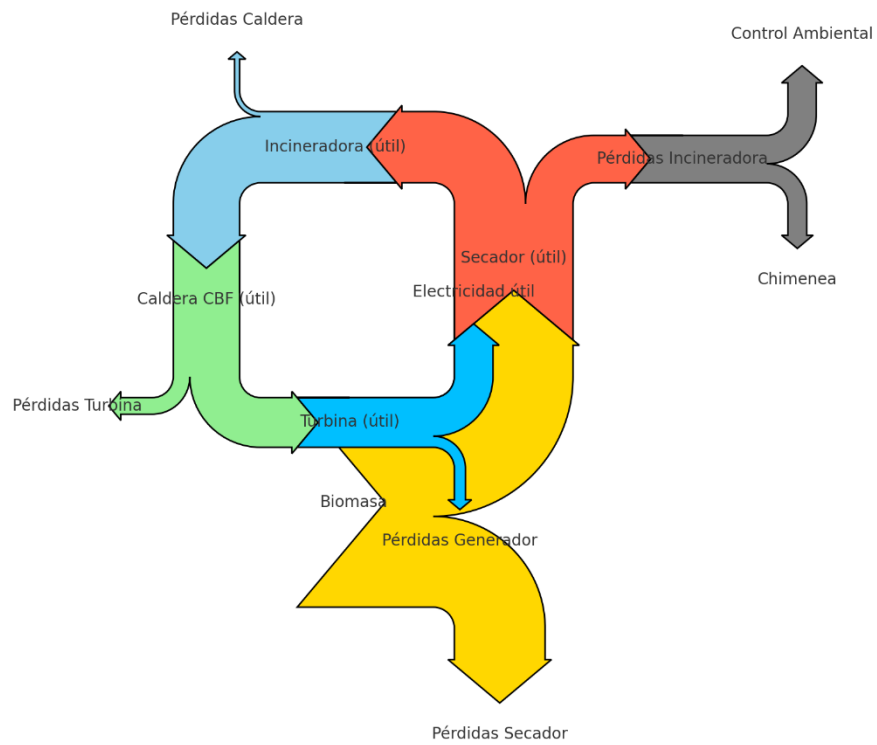 Pérdidas Caldera
Control Ambiental
Incineradora (útil)
Pérdidas Incineradora
Secador (útil)
Chimenea
Electricidad útil
Caldera CBF (útil)
Pérdidas Turbina
Turbina (útil)
Biomasa
Pérdidas Generador
Pérdidas Secador